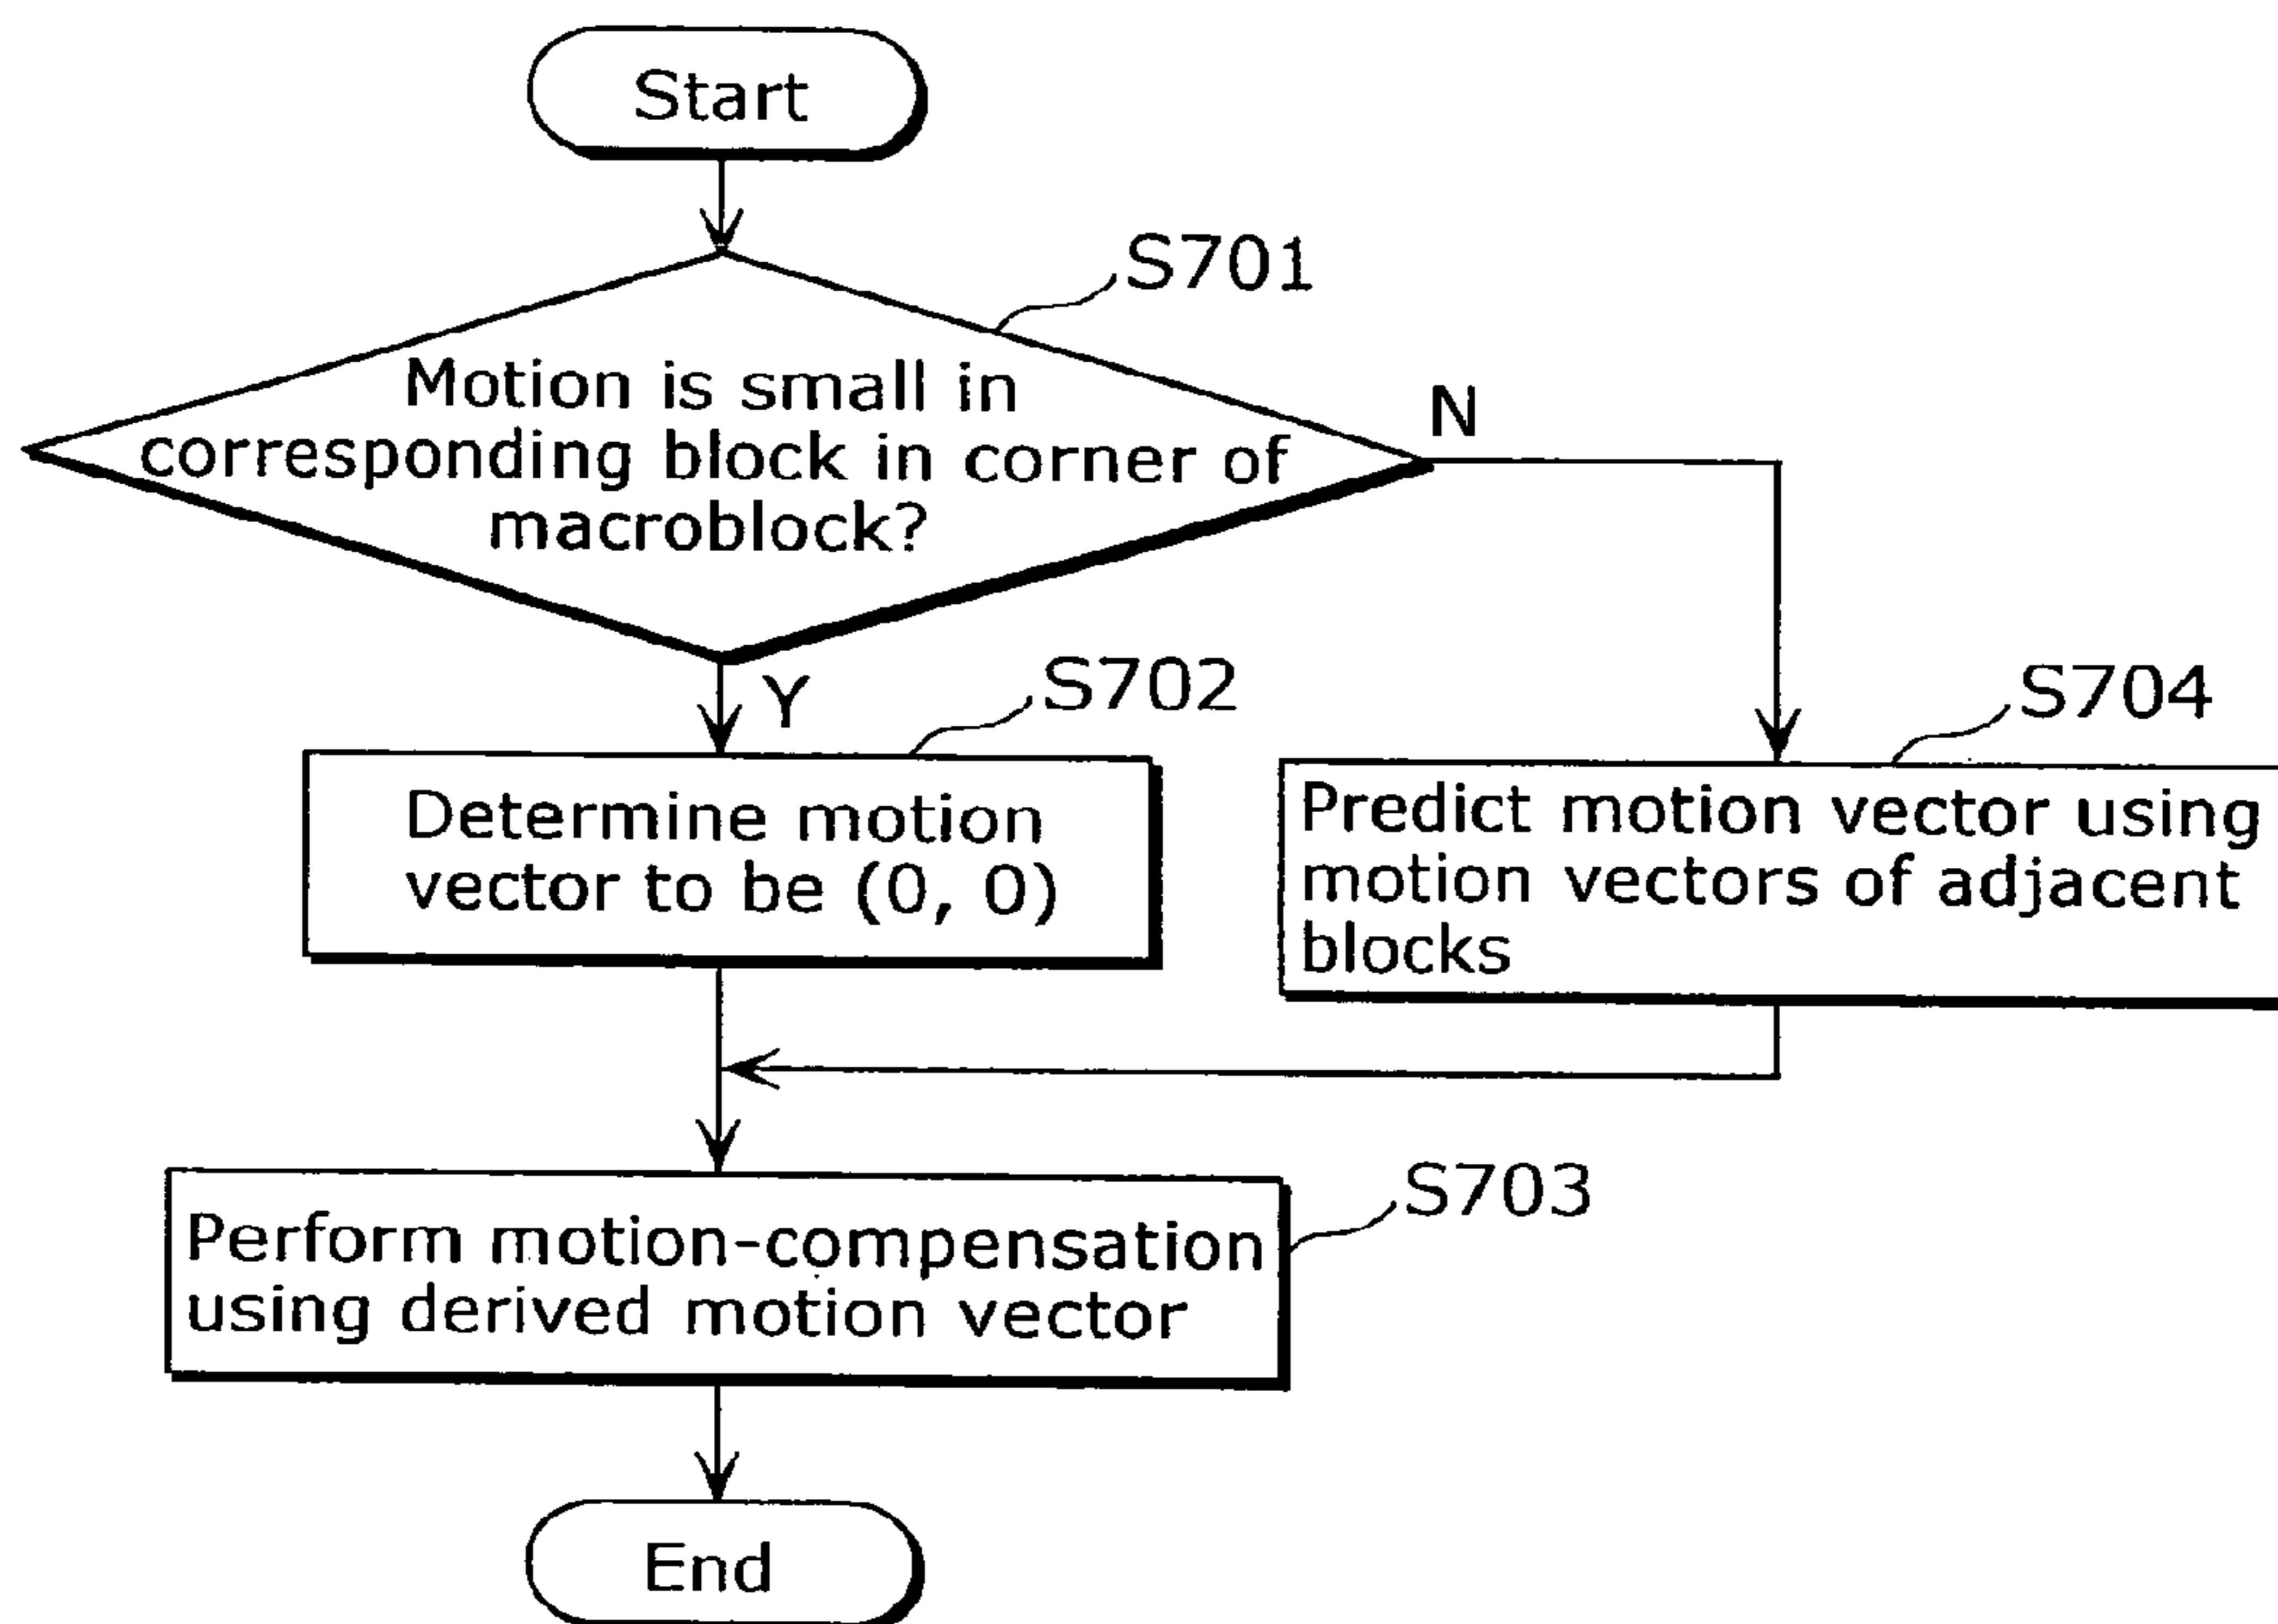 Start
S701
Motion is small in
corresponding block in corner of
macroblock?
N
Y
S702
S704
Determine motion
vector to be (0, 0)
Predict motion vector using
motion vectors of adjacent
blocks
S703
Perform motion-compensation
using derived motion vector
End